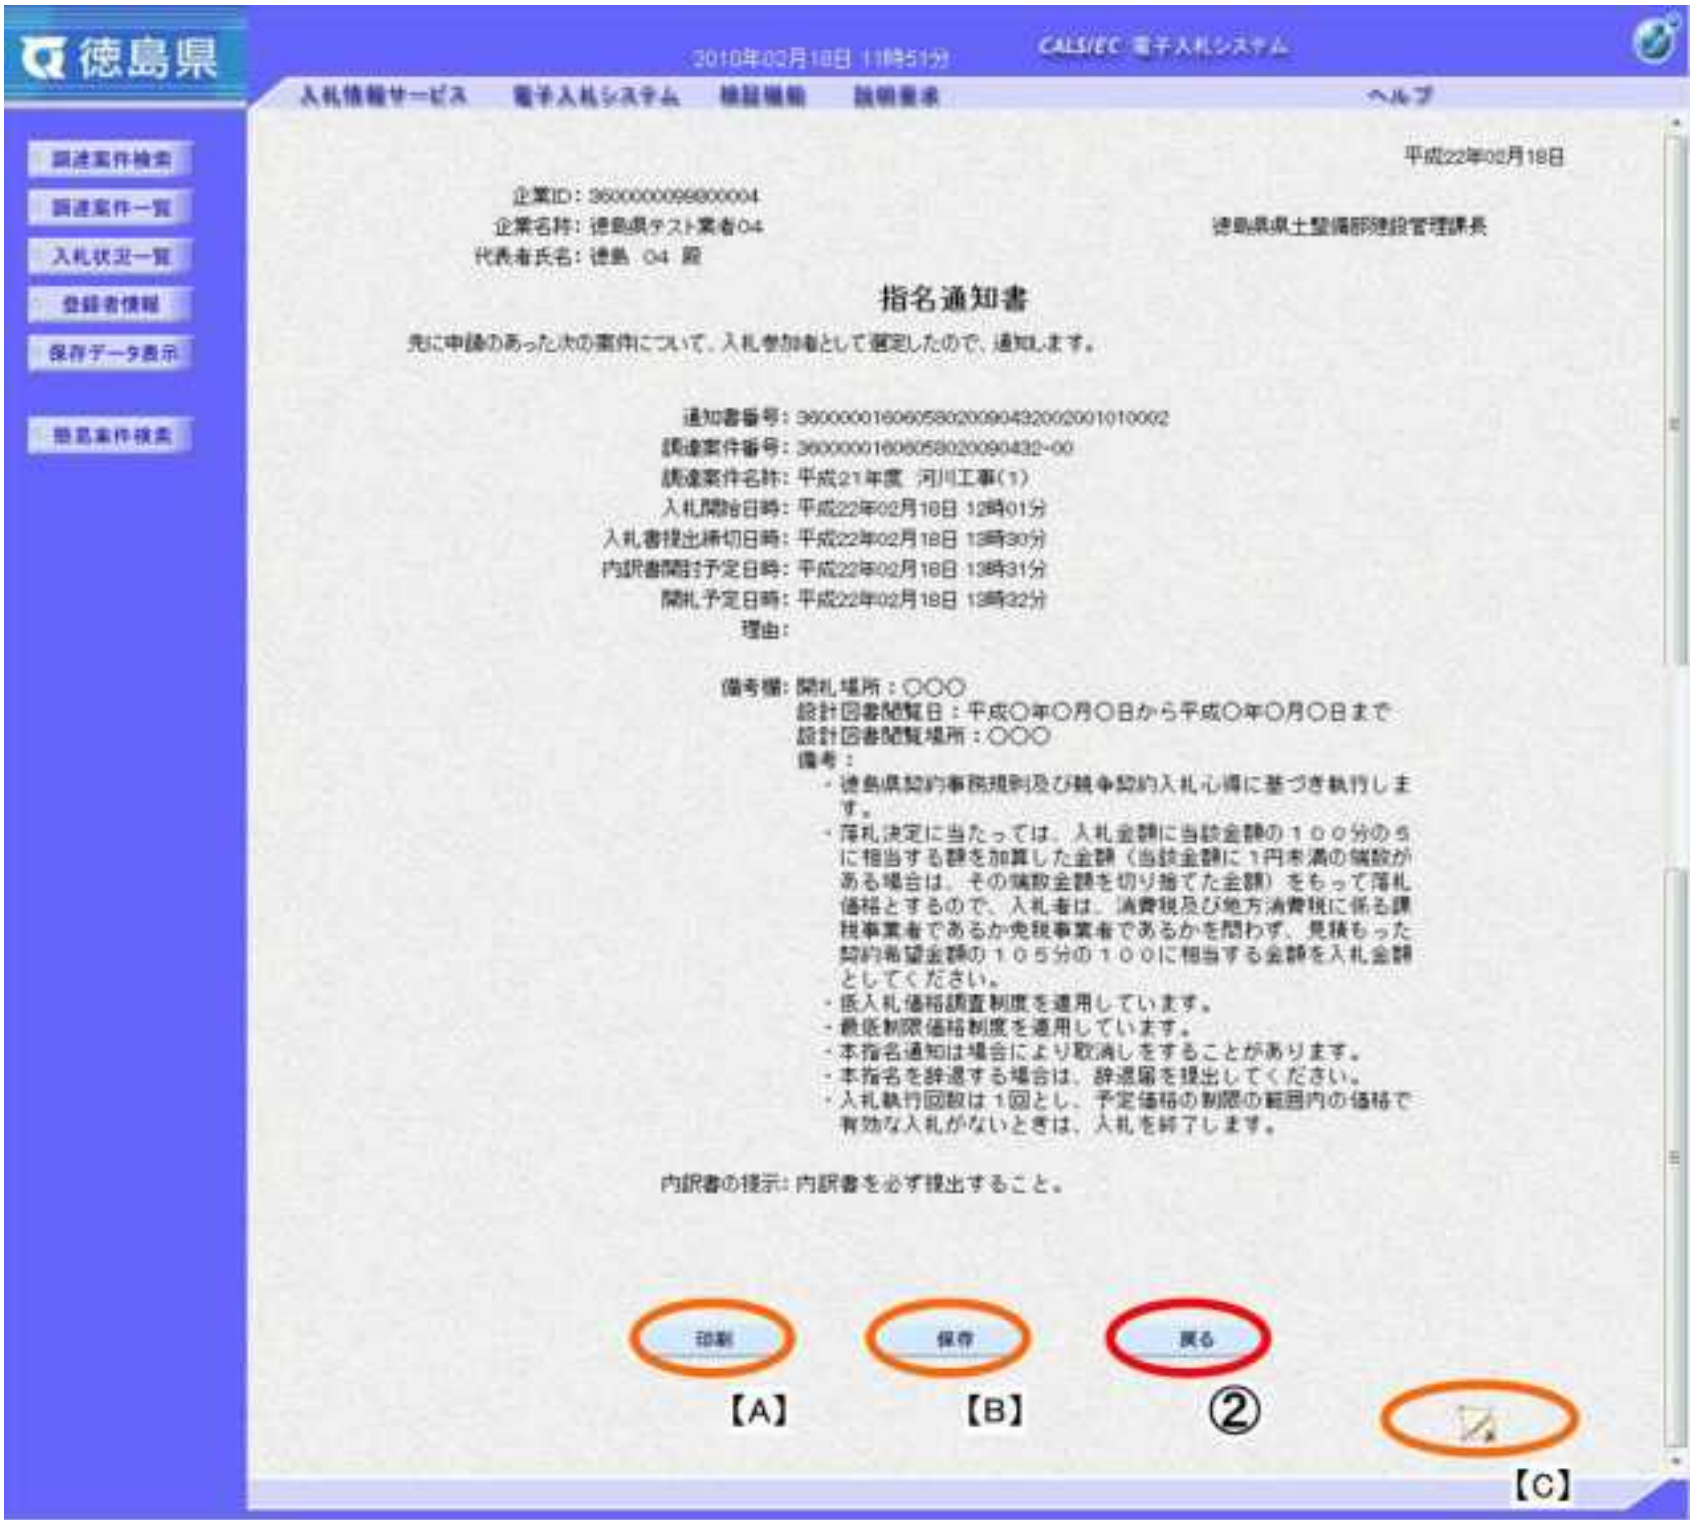 徳島県
2010年02月18日 11時51分
CALS/EC 電子入札システム
入札情報サービス 電子入札システム 検証機能 説明要求 ヘルプ
調達案件検索
調達案件一覧
入札状況一覧
登録者情報
保存データ表示
簡易案件検索
平成22年02月18日
企業ID: 3600000099800004
企業名称: 徳島県テスト業者04
代表者氏名: 徳島 04 殿
徳島県県土整備部建設管理課長
指名通知書
先に申請のあった次の案件について、入札参加者として選定したので、通知します。
通知書番号: 36000001606058020090432002001010002
調達案件番号: 36000001606058020090432-00
調達案件名称: 平成21年度 河川工事(1)
入札開始日時: 平成22年02月18日 12時01分
入札書提出締切日時: 平成22年02月18日 13時30分
内訳書開封予定日時: 平成22年02月18日 13時31分
開札予定日時: 平成22年02月18日 13時32分
理由:
備考欄: 開札場所：○○○
設計図書閲覧日：平成○年○月○日から平成○年○月○日まで
設計図書閲覧場所：○○○
備考：
・徳島県契約事務規則及び競争契約入札心得に基づき執行しま
す。
・落札決定に当たっては、入札金額に当該金額の１００分の５
に相当する額を加算した金額（当該金額に１円未満の端数が
ある場合は、その端数金額を切り捨てた金額）をもって落札
価格とするので、入札者は、消費税及び地方消費税に係る課
税事業者であるか免税事業者であるかを問わず、見積もった
契約希望金額の１０５分の１００に相当する金額を入札金額
としてください。
・低入札価格調査制度を適用しています。
・最低制限価格制度を適用しています。
・本指名通知は場合により取消しをすることがあります。
・本指名を辞退する場合は、辞退届を提出してください。
・入札執行回数は１回とし、予定価格の制限の範囲内の価格で
有効な入札がないときは、入札を終了します。
内訳書の提示: 内訳書を必ず提出すること。
印刷 保存 戻る
【A】 【B】 ②
【C】